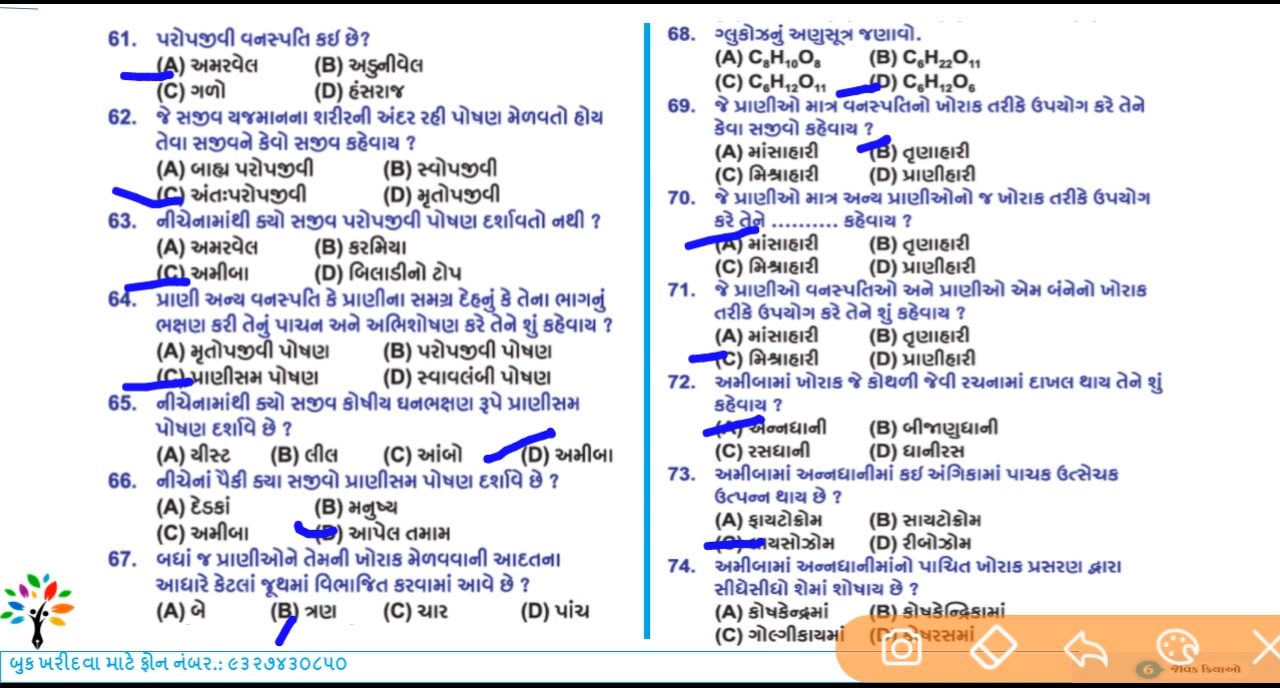 61. પરોપજીવી વનસ્પતિ કઈ છે?
(A) અમરવેલ (B) અડુનીવેલ
(C) ગળો (D) હંસરાજ
62. જે સજીવ યજમાનના શરીરની અંદર રહી પોષણ મેળવતો હોય
તેવા સજીવને કેવો સજીવ કહેવાય ?
(A) બાહ્ય પરોપજીવી (B) સ્વોપજીવી
(C) અંતઃપરોપજીવી (D) મૃતોપજીવી
63. નીચેનામાંથી ક્યો સજીવ પરોપજીવી પોષણ દર્શાવતો નથી ?
(A) અમરવેલ (B) કરમિયા
(C) અમીબા (D) બિલાડીનો ટોપ
64. પ્રાણી અન્ય વનસ્પતિ કે પ્રાણીના સમગ્ર દેહનું કે તેના ભાગનું
ભક્ષણ કરી તેનું પાચન અને અભિશોષણ કરે તેને શું કહેવાય ?
(A) મૃતોપજીવી પોષણ (B) પરોપજીવી પોષણ
(C) પ્રાણીસમ પોષણ (D) સ્વાવલંબી પોષણ
65. નીચેનામાંથી ક્યો સજીવ કોષીય ઘનભક્ષણ રૂપે પ્રાણીસમ
પોષણ દર્શાવે છે ?
(A) યીસ્ટ (B) લીલ (C) આંબો (D) અમીબા
66. નીચેનાં પૈકી ક્યા સજીવો પ્રાણીસમ પોષણ દર્શાવે છે ?
(A) દેડકાં (B) મનુષ્ય
(C) અમીબા (D) આપેલ તમામ
67. બધાં જ પ્રાણીઓને તેમની ખોરાક મેળવવાની આદતના
આધારે કેટલાં જૂથમાં વિભાજિત કરવામાં આવે છે ?
(A) બે (B) ત્રણ (C) ચાર (D) પાંચ
બુક ખરીદવા માટે ફોન નંબર.: ૯૩૨૭૪૩૦૮૫૦
68. ગ્લુકોઝનું અણુસૂત્ર જણાવો.
(A) C₈H₁₀O₈ (B) C₆H₂₂O₁₁
(C) C₆H₁₂O₁₁ (D) C₆H₁₂O₆
69. જે પ્રાણીઓ માત્ર વનસ્પતિનો ખોરાક તરીકે ઉપયોગ કરે તેને
કેવા સજીવો કહેવાય ?
(A) માંસાહારી (B) તૃણાહારી
(C) મિશ્રાહારી (D) પ્રાણીહારી
70. જે પ્રાણીઓ માત્ર અન્ય પ્રાણીઓનો જ ખોરાક તરીકે ઉપયોગ
કરે તેને .......... કહેવાય ?
(A) માંસાહારી (B) તૃણાહારી
(C) મિશ્રાહારી (D) પ્રાણીહારી
71. જે પ્રાણીઓ વનસ્પતિઓ અને પ્રાણીઓ એમ બંનેનો ખોરાક
તરીકે ઉપયોગ કરે તેને શું કહેવાય ?
(A) માંસાહારી (B) તૃણાહારી
(C) મિશ્રાહારી (D) પ્રાણીહારી
72. અમીબામાં ખોરાક જે કોથળી જેવી રચનામાં દાખલ થાય તેને શું
કહેવાય ?
(A) અન્નધાની (B) બીજાણુધાની
(C) રસધાની (D) ધાનીરસ
73. અમીબામાં અન્નધાનીમાં કઈ અંગિકામાં પાચક ઉત્સેચક
ઉત્પન્ન થાય છે ?
(A) ફાયટોક્રોમ (B) સાયટોક્રોમ
(C) લાયસોઝોમ (D) રીબોઝોમ
74. અમીબામાં અન્નધાનીમાંનો પાચિત ખોરાક પ્રસરણ દ્વારા
સીધેસીધો શેમાં શોષાય છે ?
(A) કોષકેન્દ્રમાં (B) કોષકેન્દ્રિકામાં
(C) ગોલ્ગીકાયમાં (D) કોષરસમાં
6 જૈવિક ક્રિયાઓ